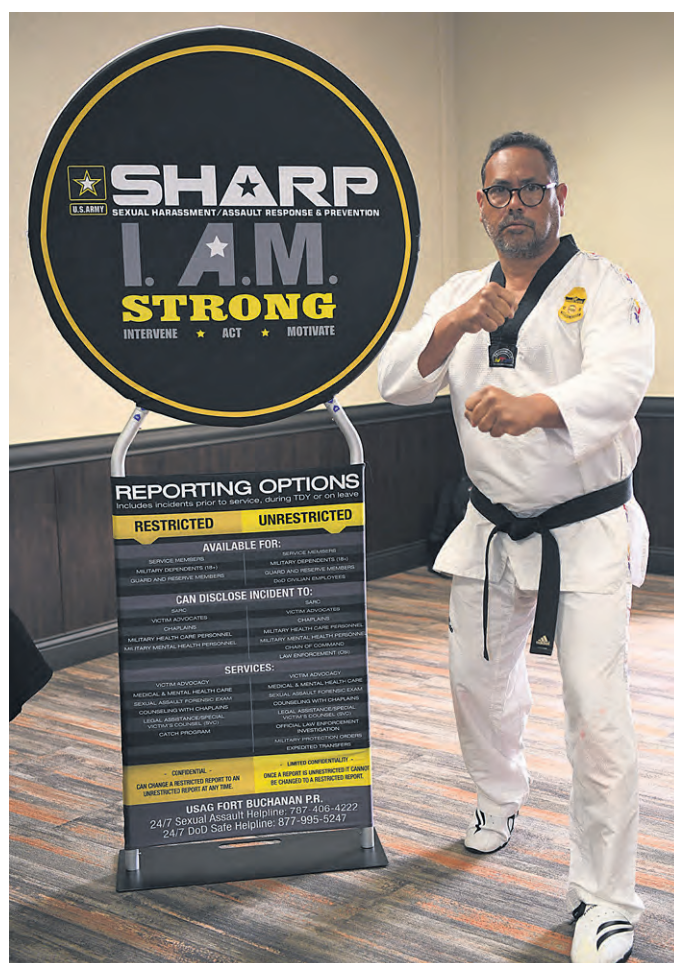 SHARP
U.S. ARMY
SEXUAL HARASSMENT/ASSAULT RESPONSE & PREVENTION
I. A.M.
STRONG
INTERVENE ★ ACT ★ MOTIVATE
REPORTING OPTIONS
Includes incidents prior to service, during TDY or on leave
RESTRICTED
UNRESTRICTED
AVAILABLE FOR:
SERVICE MEMBERS
MILITARY DEPENDENTS (18+)
GUARD AND RESERVE MEMBERS
SERVICE MEMBERS
MILITARY DEPENDENTS (18+)
GUARD AND RESERVE MEMBERS
DoD CIVILIAN EMPLOYEES
CAN DISCLOSE INCIDENT TO:
SARC
VICTIM ADVOCATES
CHAPLAINS
MILITARY HEALTH CARE PERSONNEL
MILITARY MENTAL HEALTH PERSONNEL
SARC
VICTIM ADVOCATES
CHAPLAINS
MILITARY HEALTH CARE PERSONNEL
MILITARY MENTAL HEALTH PERSONNEL
CHAIN OF COMMAND
LAW ENFORCEMENT
SERVICES:
VICTIM ADVOCACY
MEDICAL & MENTAL HEALTH CARE
SEXUAL ASSAULT FORENSIC EXAM
COUNSELING WITH CHAPLAINS
LEGAL ASSISTANCE/SPECIAL
VICTIM'S COUNSEL (SVC)
CATCH PROGRAM
VICTIM ADVOCACY
MEDICAL & MENTAL HEALTH CARE
SEXUAL ASSAULT FORENSIC EXAM
COUNSELING WITH CHAPLAINS
LEGAL ASSISTANCE/SPECIAL
VICTIM'S COUNSEL (SVC)
OFFICIAL LAW ENFORCEMENT
INVESTIGATION
MILITARY PROTECTION ORDERS
EXPEDITED TRANSFERS
- CONFIDENTIAL -
CAN CHANGE A RESTRICTED REPORT TO AN
UNRESTRICTED REPORT AT ANY TIME.
- LIMITED CONFIDENTIALITY -
ONCE A REPORT IS UNRESTRICTED IT CANNOT
BE CHANGED TO A RESTRICTED REPORT.
USAG FORT BUCHANAN P.R.
24/7 Sexual Assault Helpline: 787-406-4222
24/7 DoD Safe Helpline: 877-995-5247
adidas